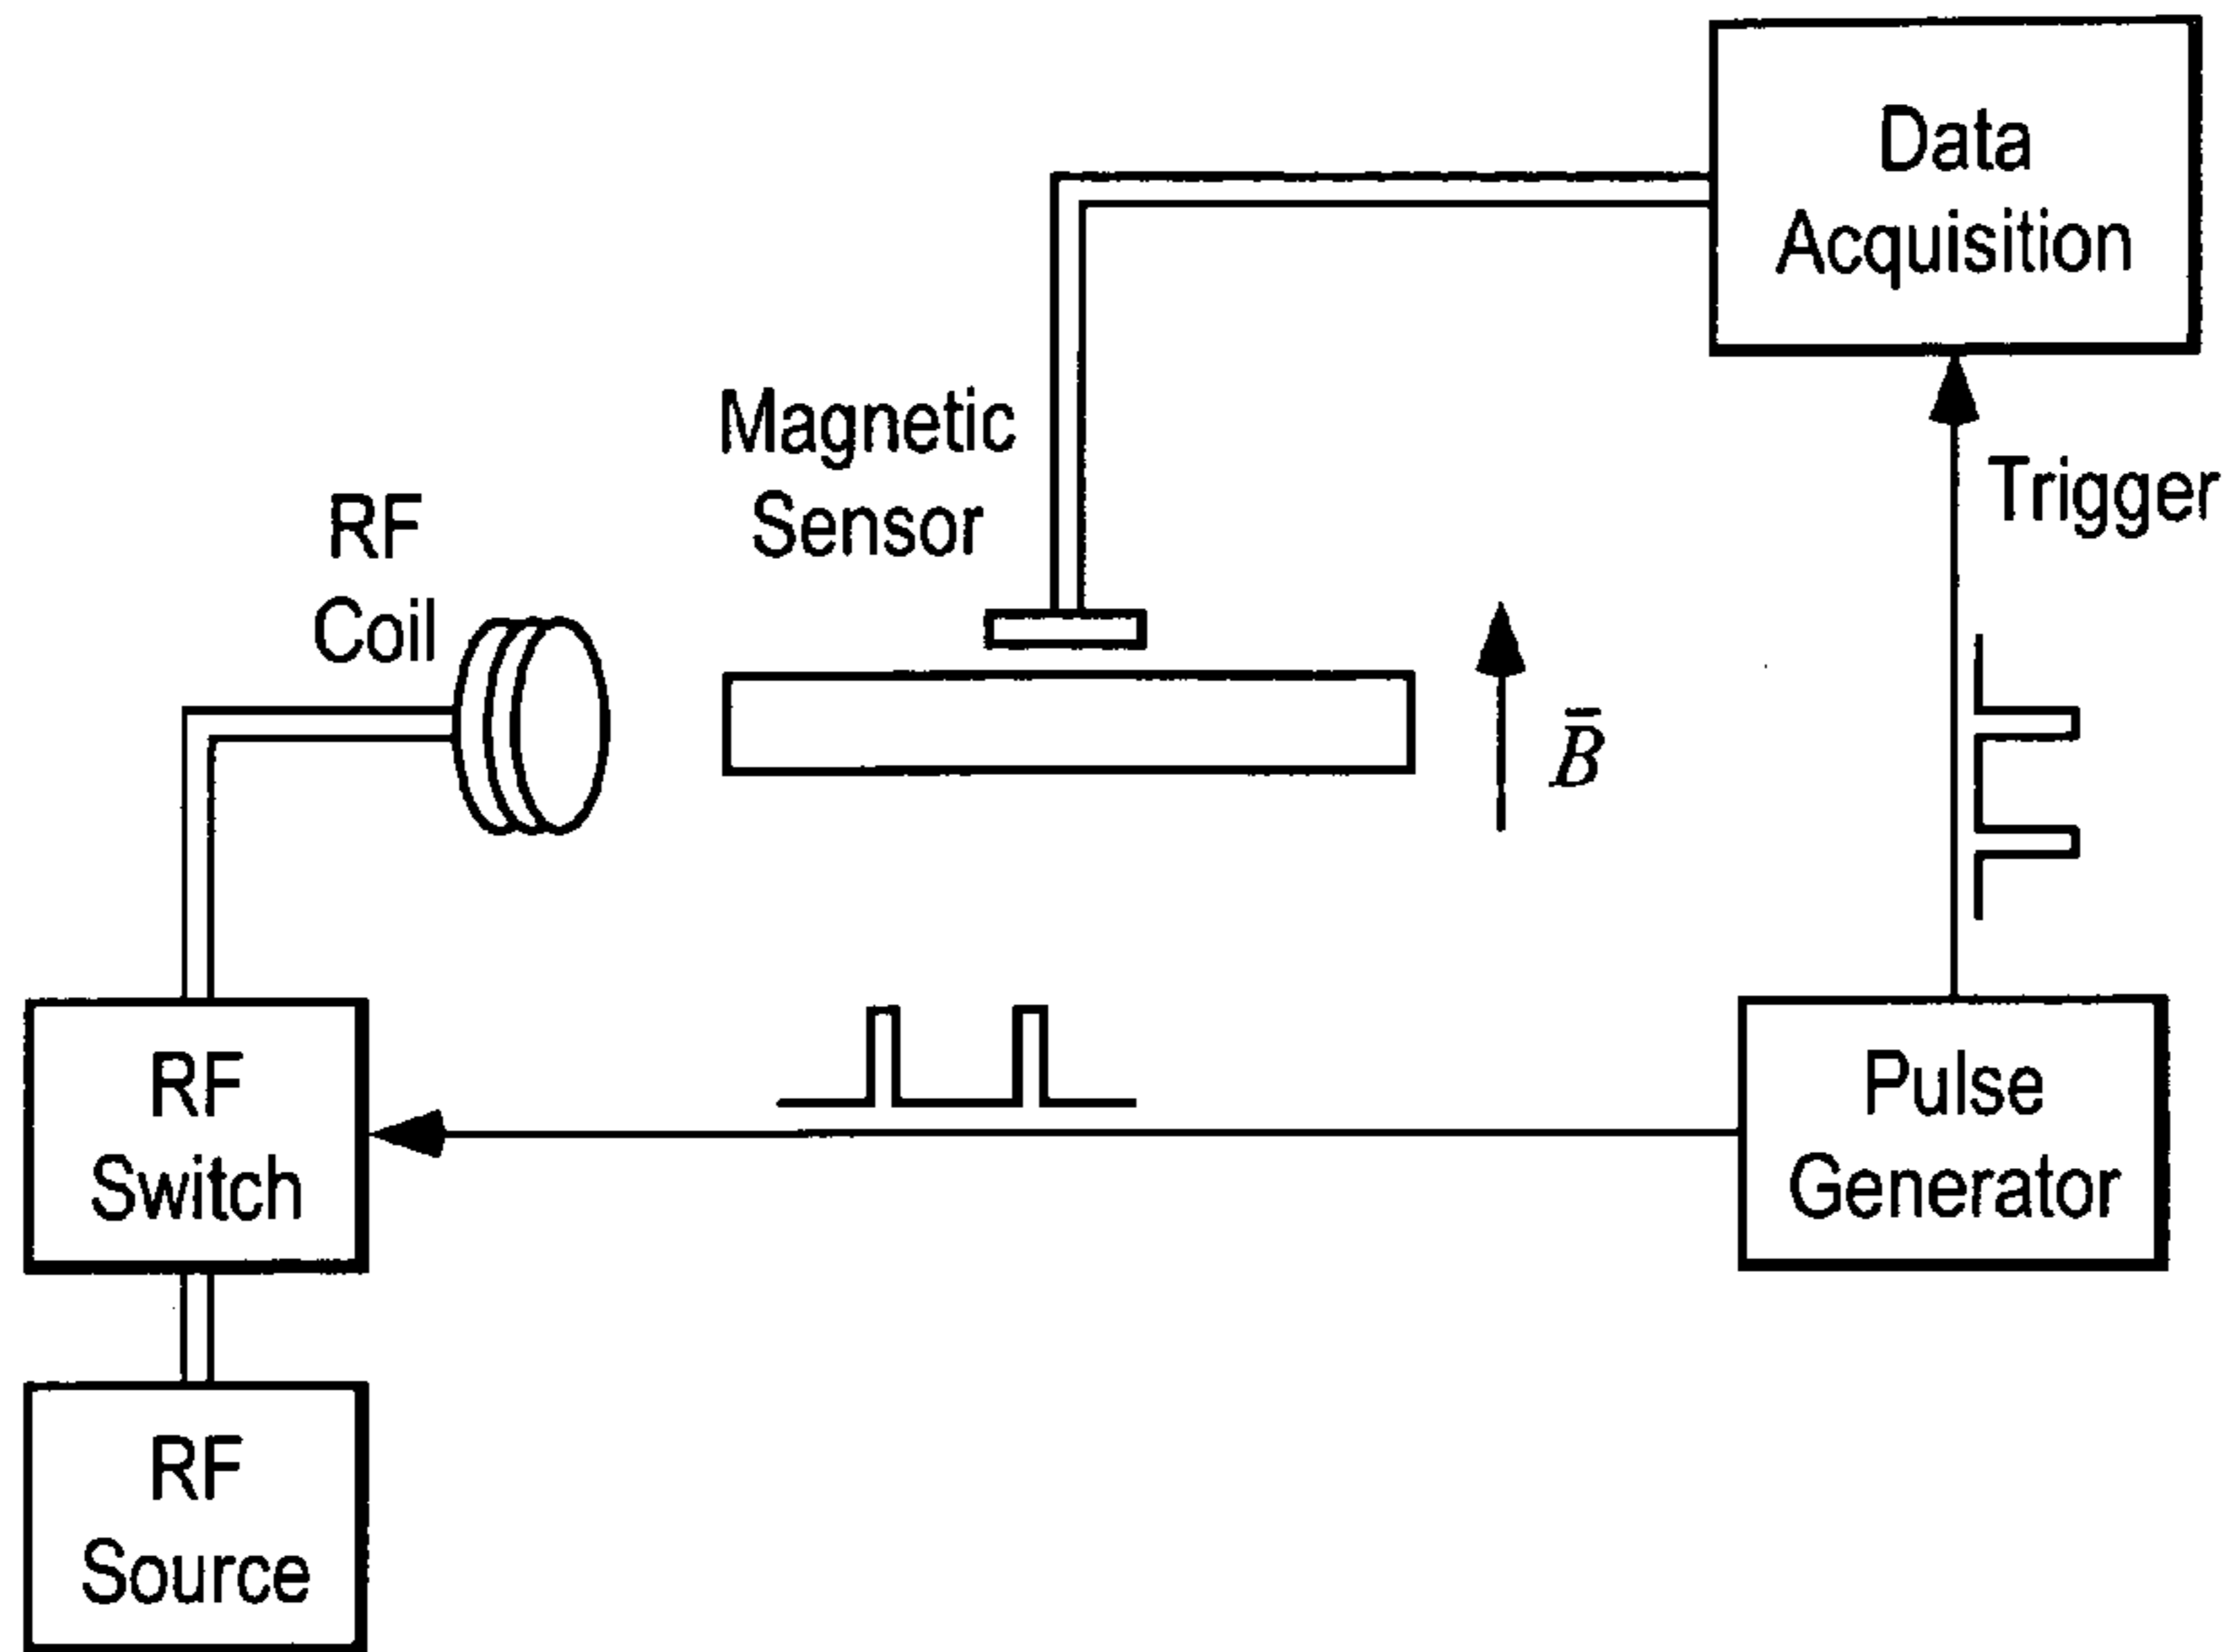 Data
Acquisition
Magnetic
Sensor
Trigger
RF
Coil
B̿
RF
Switch
Pulse
Generator
RF
Source